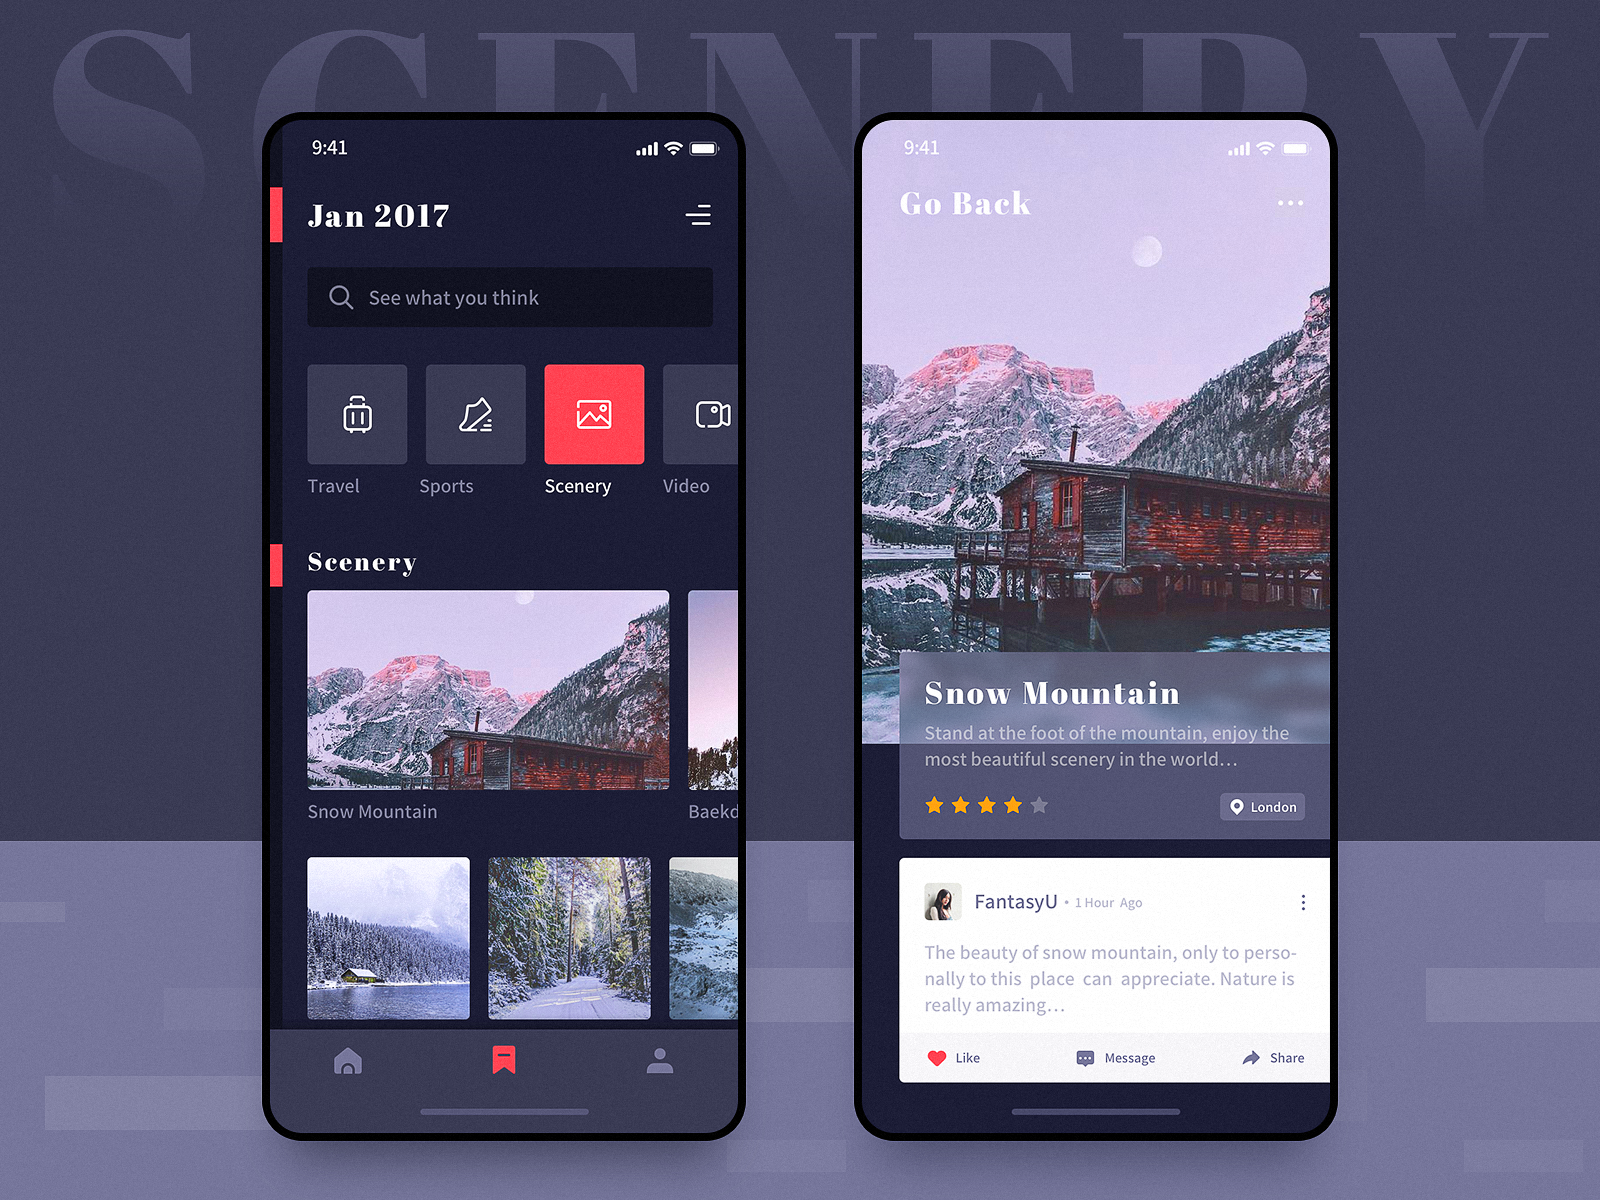 SCENERY
9:41
Jan 2017
See what you think
Travel
Sports
Scenery
Video
Scenery
Snow Mountain
Baekd
9:41
Go Back
Snow Mountain
Stand at the foot of the mountain, enjoy the
most beautiful scenery in the world...
London
FantasyU • 1 Hour Ago
The beauty of snow mountain, only to perso-
nally to this place can appreciate. Nature is
really amazing...
Like
Message
Share